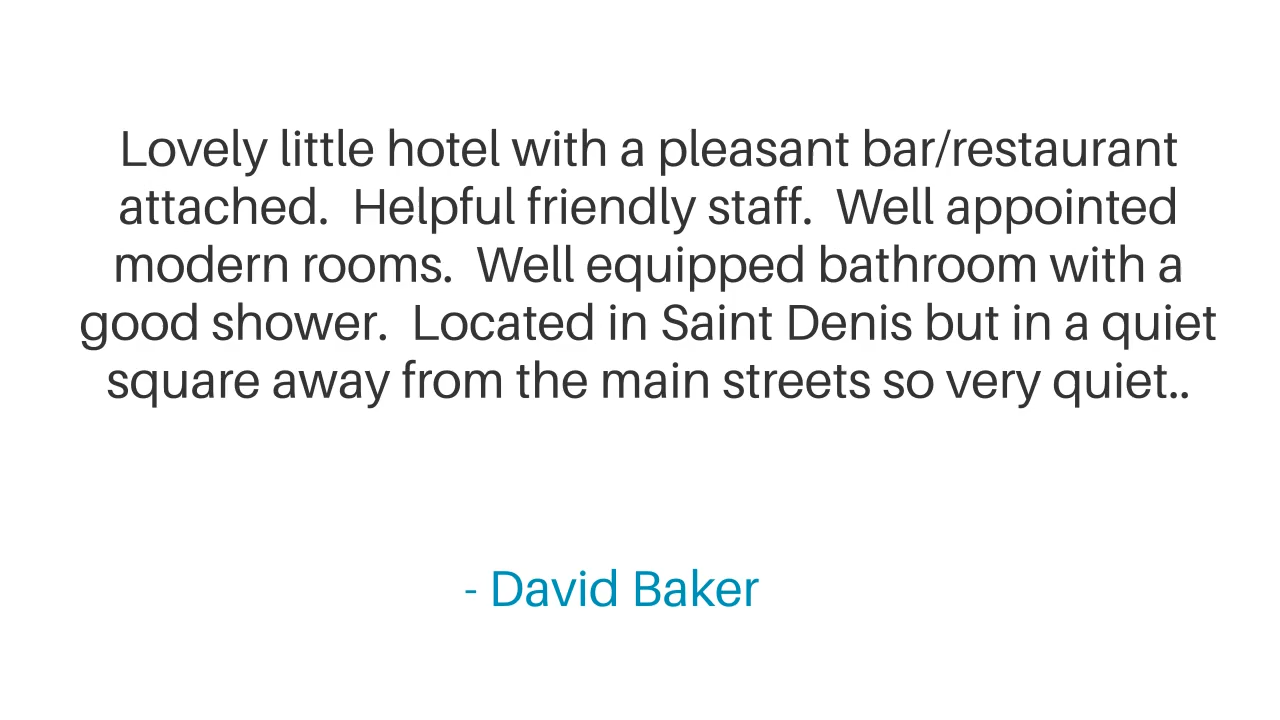 Lovely little hotel with a pleasant bar/restaurant
attached.  Helpful friendly staff.  Well appointed
modern rooms.  Well equipped bathroom with a
good shower.  Located in Saint Denis but in a quiet
square away from the main streets so very quiet..
- David Baker